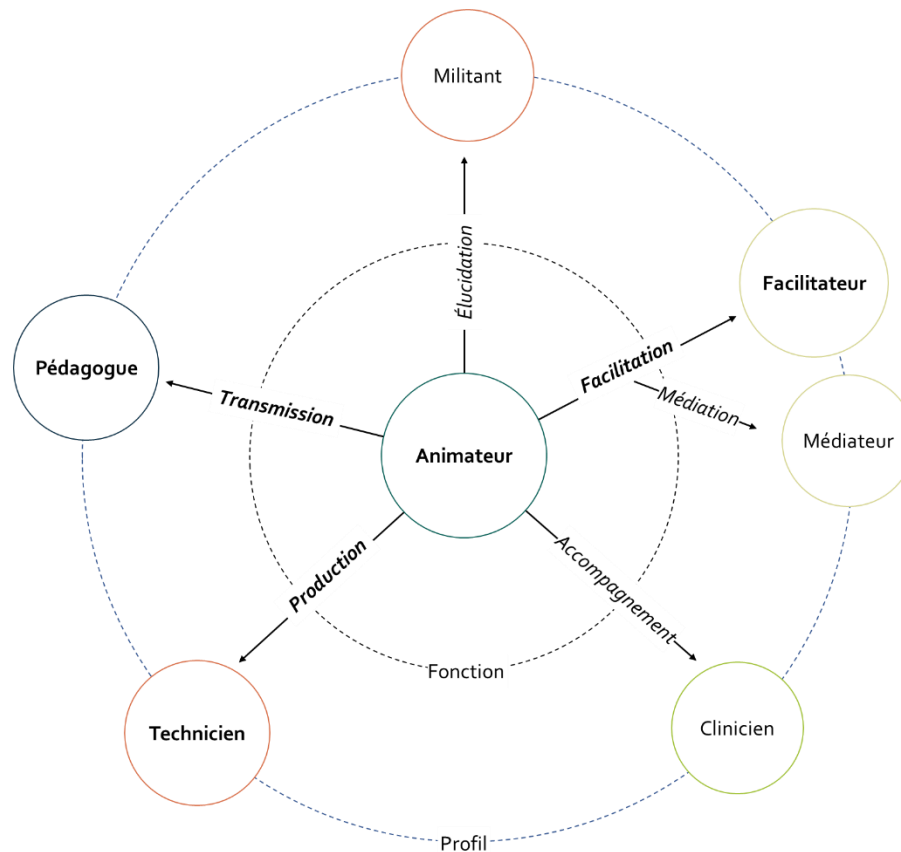 Militant
Élucidation
Facilitateur
Facilitation
Pédagogue
Transmission
Médiation
Médiateur
Animateur
Production
Accompagnement
Fonction
Technicien
Clinicien
Profil